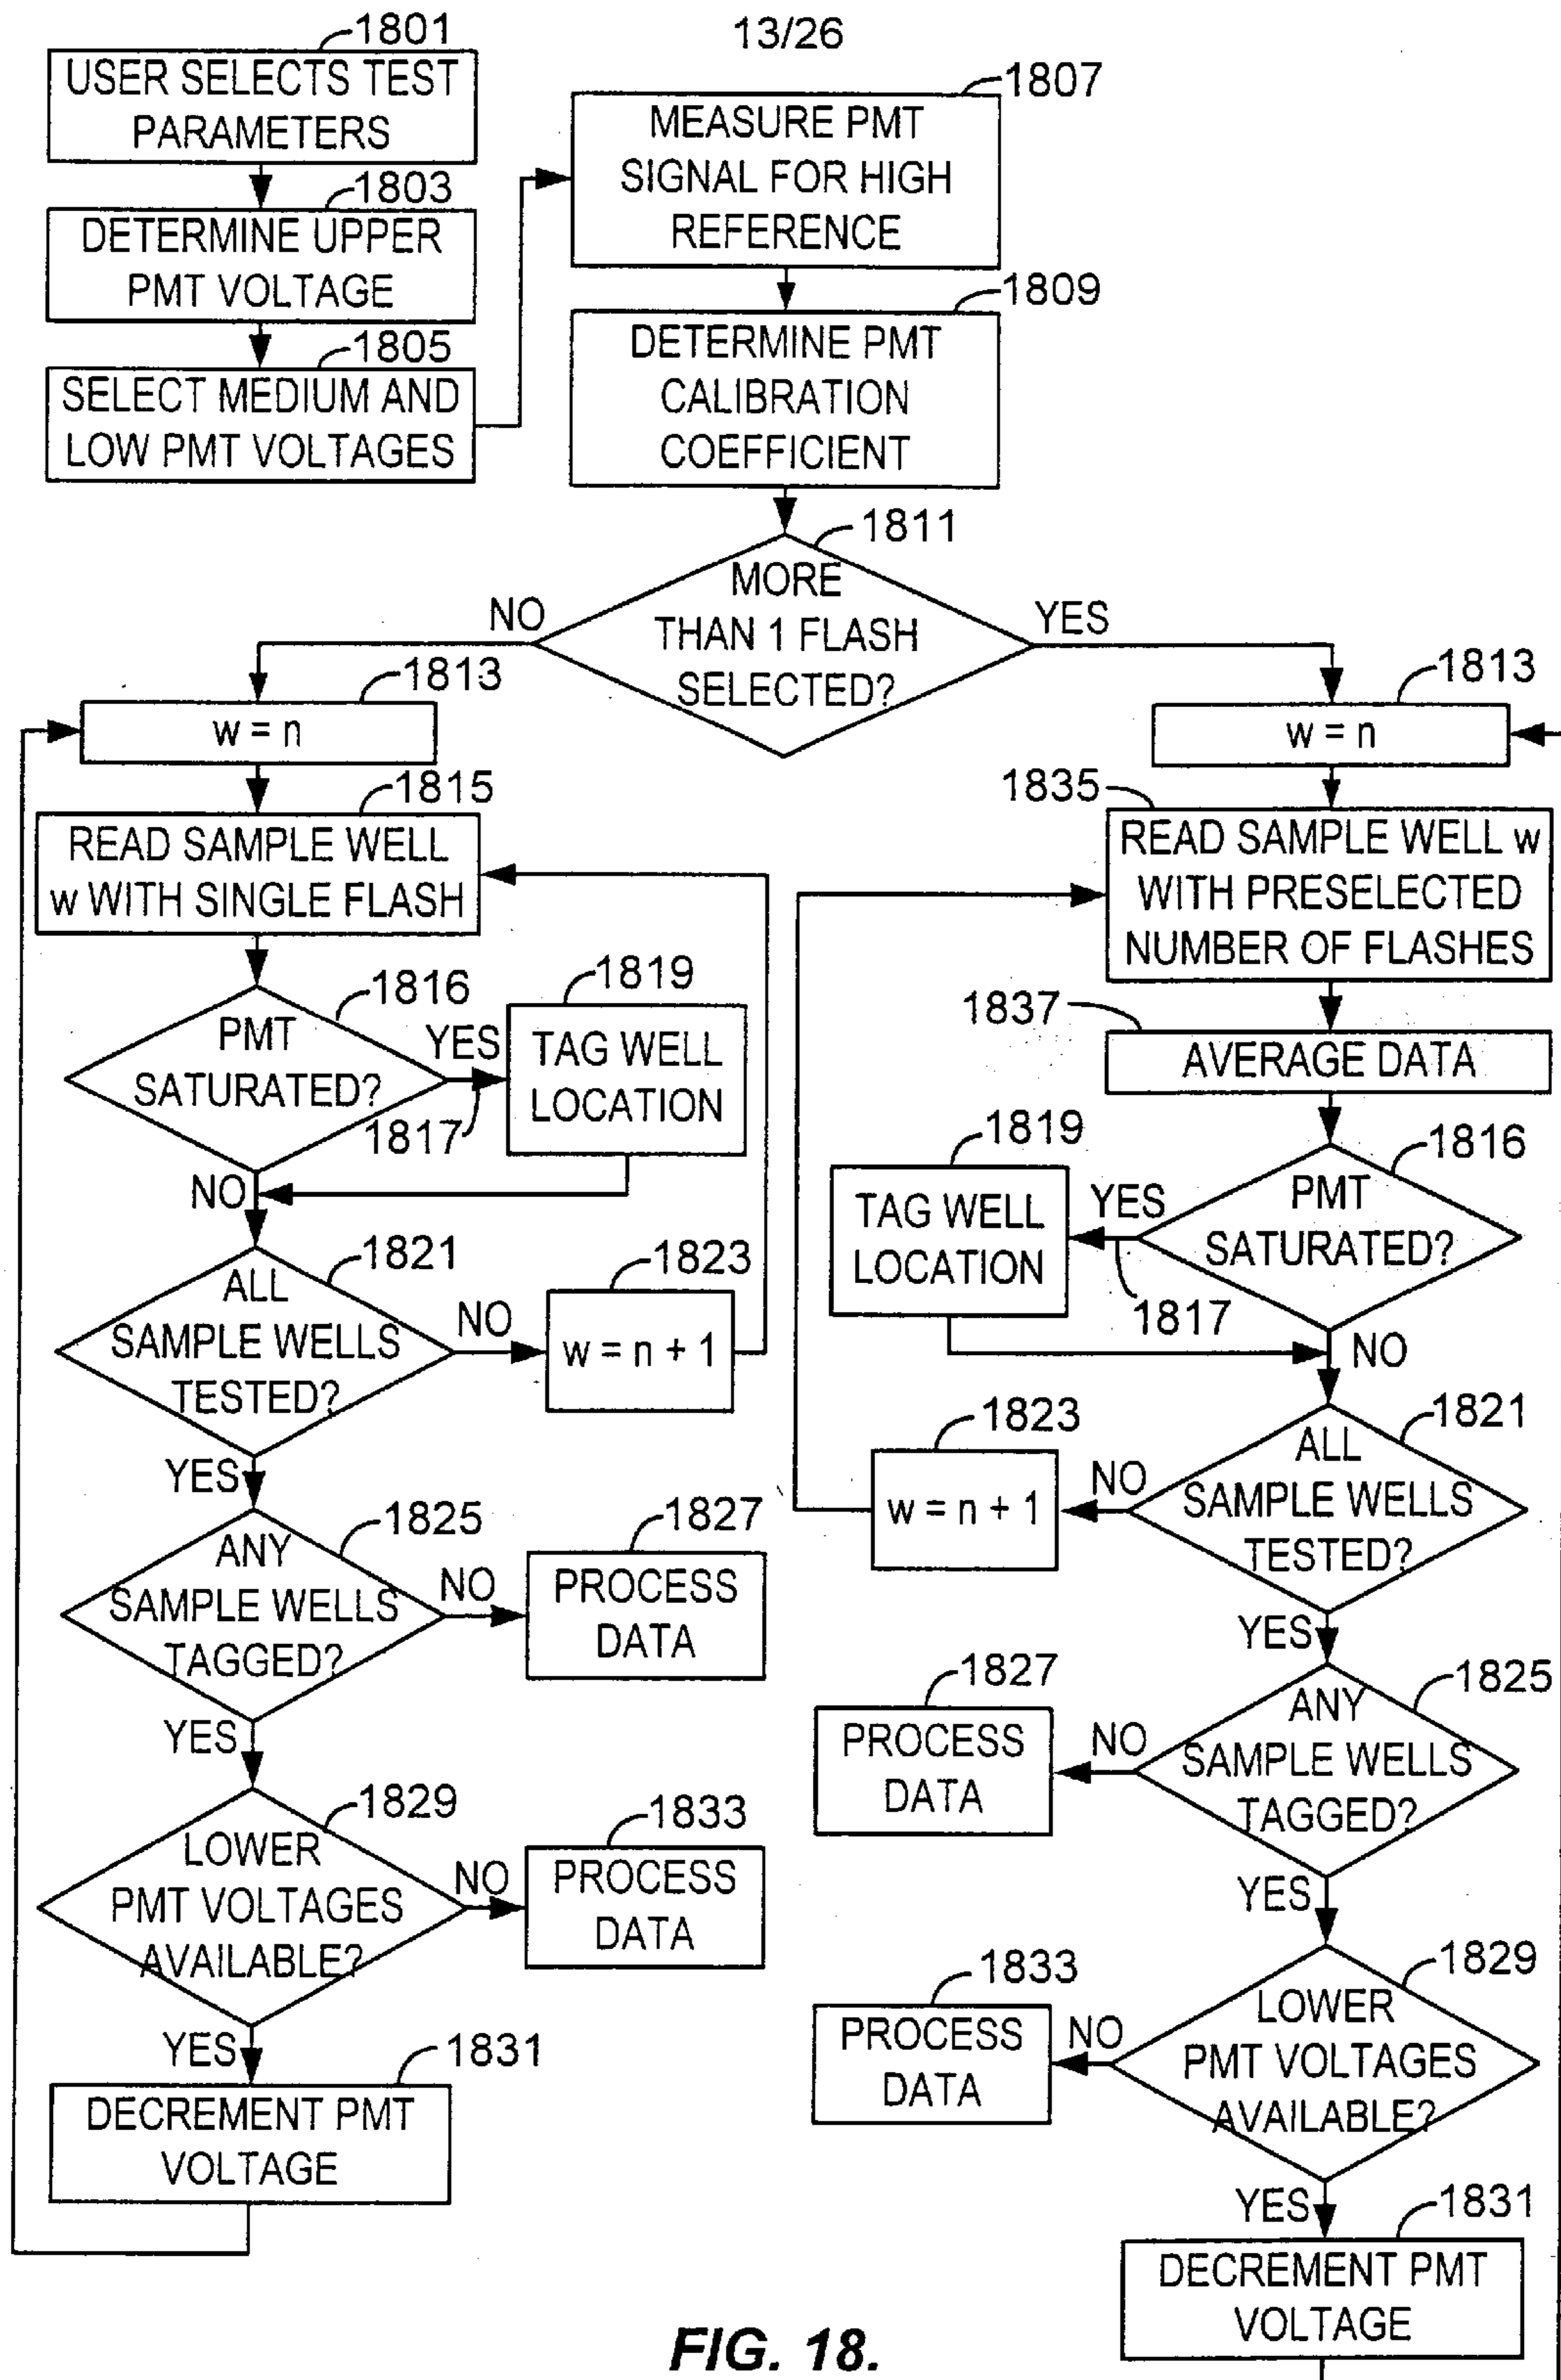 13/26
1801
USER SELECTS TEST
PARAMETERS
1803
DETERMINE UPPER
PMT VOLTAGE
1805
SELECT MEDIUM AND
LOW PMT VOLTAGES
1807
MEASURE PMT
SIGNAL FOR HIGH
REFERENCE
1809
DETERMINE PMT
CALIBRATION
COEFFICIENT
1811
MORE
THAN 1 FLASH
SELECTED?
NO
YES
1813
w = n
1815
READ SAMPLE WELL
w WITH SINGLE FLASH
1816
PMT
SATURATED?
YES
1817
1819
TAG WELL
LOCATION
NO
1821
ALL
SAMPLE WELLS
TESTED?
NO
1823
w = n + 1
YES
1825
ANY
SAMPLE WELLS
TAGGED?
NO
1827
PROCESS
DATA
YES
1829
LOWER
PMT VOLTAGES
AVAILABLE?
NO
1833
PROCESS
DATA
YES
1831
DECREMENT PMT
VOLTAGE
1813
w = n
1835
READ SAMPLE WELL w
WITH PRESELECTED
NUMBER OF FLASHES
1837
AVERAGE DATA
1816
PMT
SATURATED?
YES
1817
1819
TAG WELL
LOCATION
NO
1821
ALL
SAMPLE WELLS
TESTED?
NO
1823
w = n + 1
YES
1825
ANY
SAMPLE WELLS
TAGGED?
NO
1827
PROCESS
DATA
YES
1829
LOWER
PMT VOLTAGES
AVAILABLE?
NO
1833
PROCESS
DATA
YES
1831
DECREMENT PMT
VOLTAGE
FIG. 18.